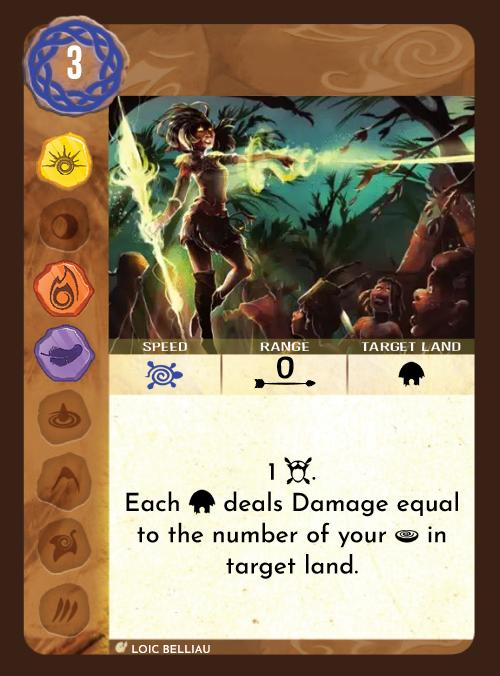 3
SPEED RANGE TARGET LAND
0
1 .
Each deals Damage equal
to the number of your in
target land.
LOIC BELLIAU